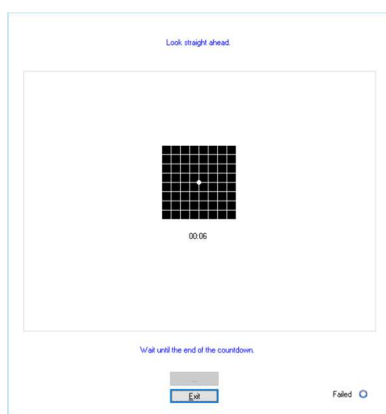 Look straight ahead.
00:06
Wait until the end of the countdown.
...
Exit
Failed